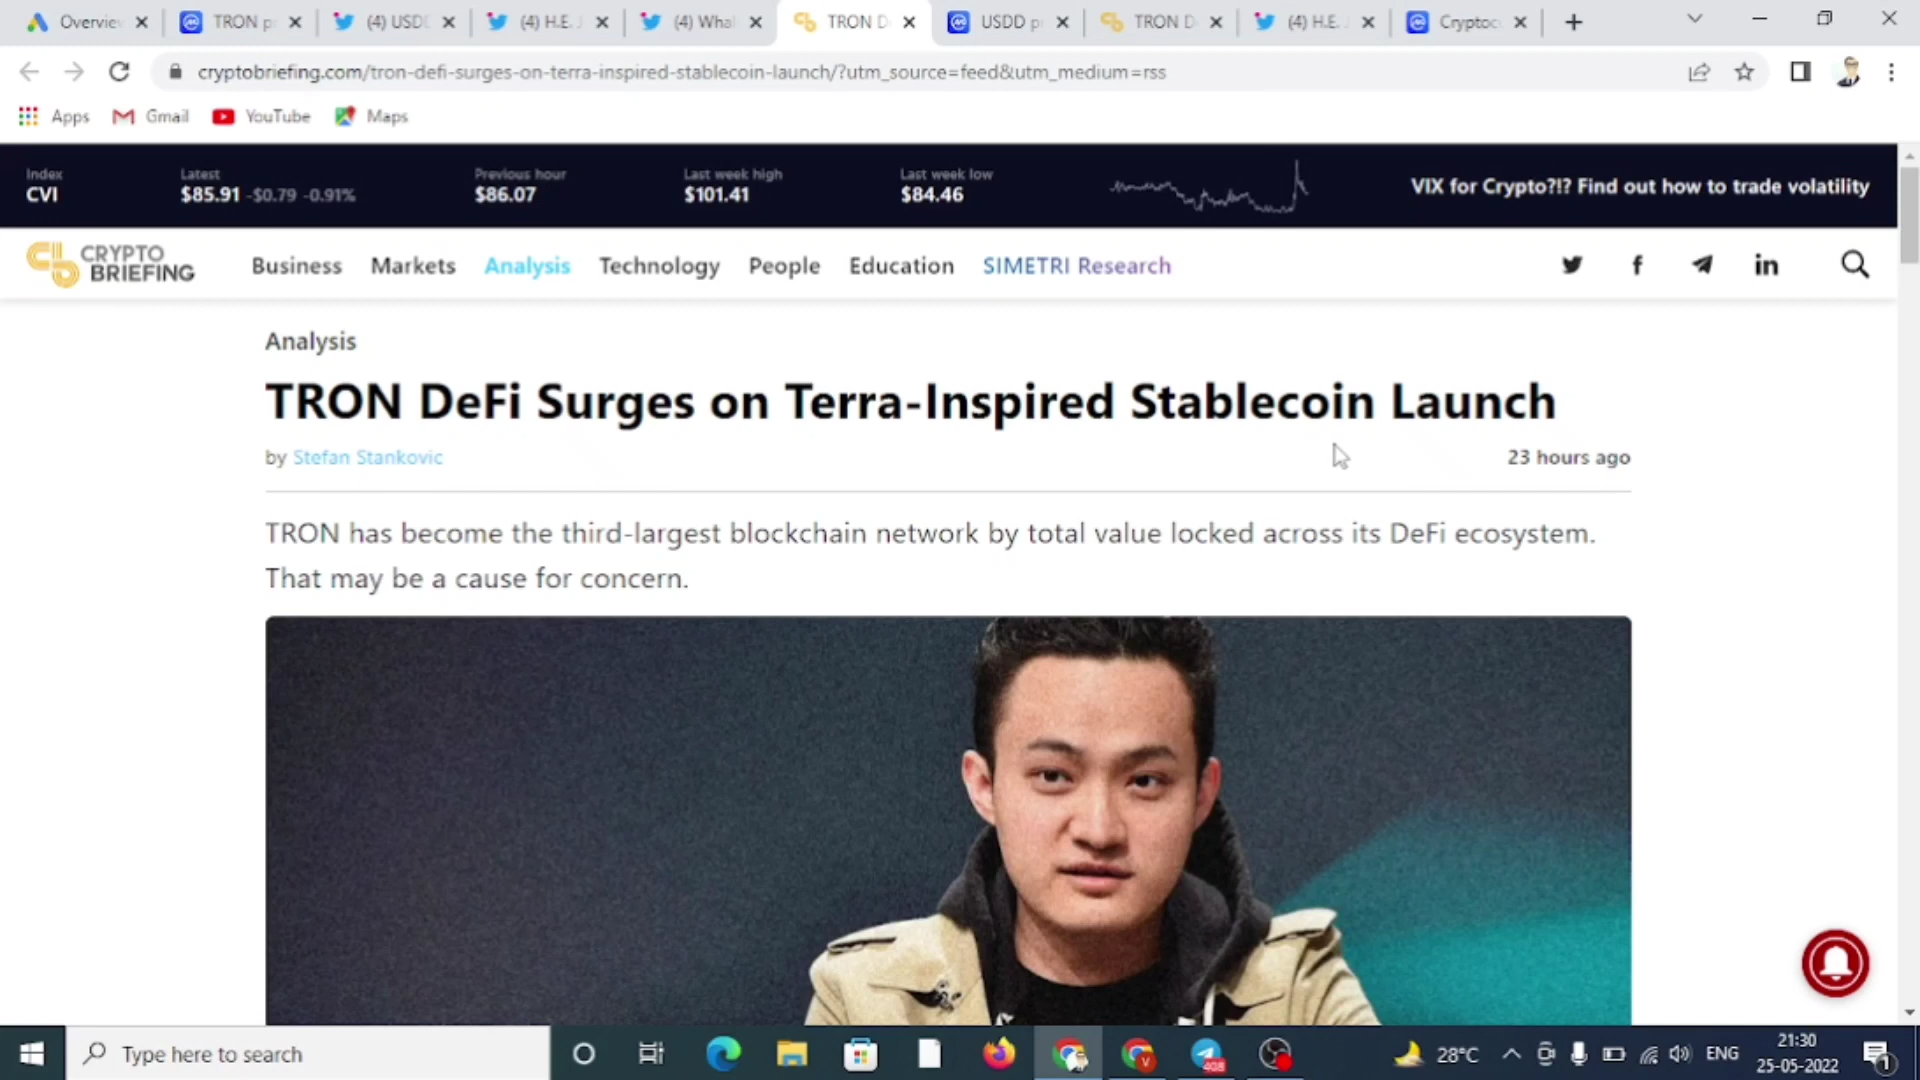 Overvie
TRON p
(4) USD
(4) H.E. J
(4) Wha
TRON D
USDD p
TRON D
(4) H.E. J
Cryptoc
cryptobriefing.com/tron-defi-surges-on-terra-inspired-stablecoin-launch/?utm_source=feed&utm_medium=rss
Apps Gmail YouTube Maps
Index
CVI
Latest
$85.91 -$0.79 -0.91%
Previous hour
$86.07
Last week high
$101.41
Last week low
$84.46
VIX for Crypto?!? Find out how to trade volatility
CRYPTO
BRIEFING
Business Markets Analysis Technology People Education SIMETRI Research
Analysis
TRON DeFi Surges on Terra-Inspired Stablecoin Launch
by Stefan Stankovic
23 hours ago
TRON has become the third-largest blockchain network by total value locked across its DeFi ecosystem.
That may be a cause for concern.
Type here to search
408
28°C
ENG
21:30
25-05-2022
1